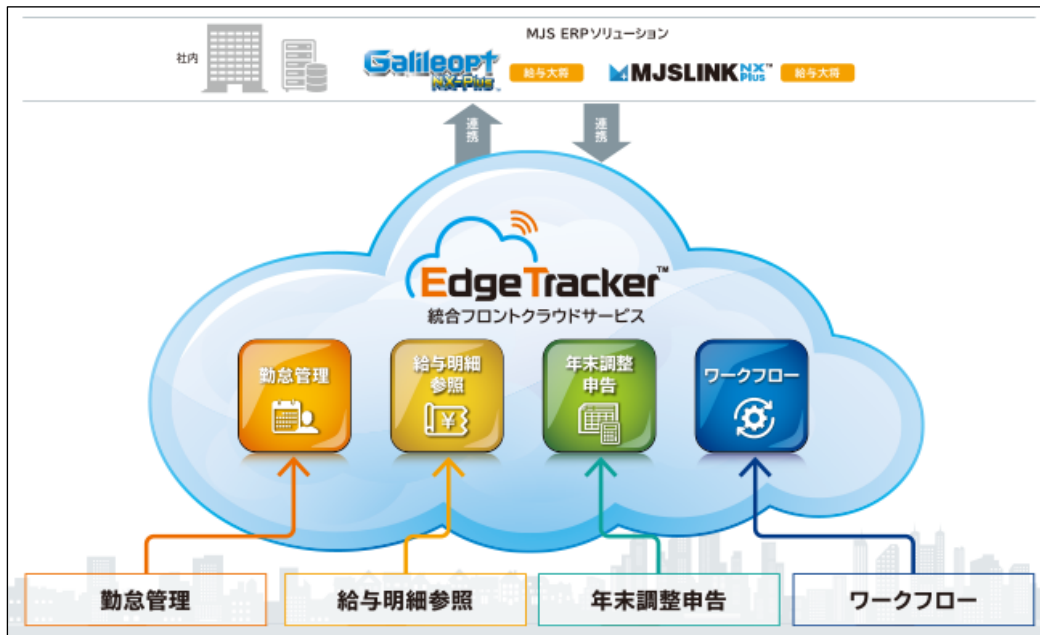 MJS ERPソリューション
社内
Galileopt NX-Plus™ 給与大将 MJSLINK NX Plus™ 給与大将
連携 連携
EdgeTracker™
統合フロントクラウドサービス
勤怠管理
給与明細
参照
年末調整
申告
ワークフロー
勤怠管理 給与明細参照 年末調整申告 ワークフロー